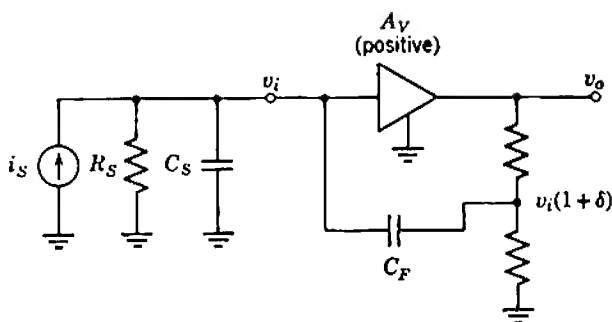 A_V
(positive)
v_i
v_o
i_S
R_S
C_S
v_i(1 + δ)
C_F